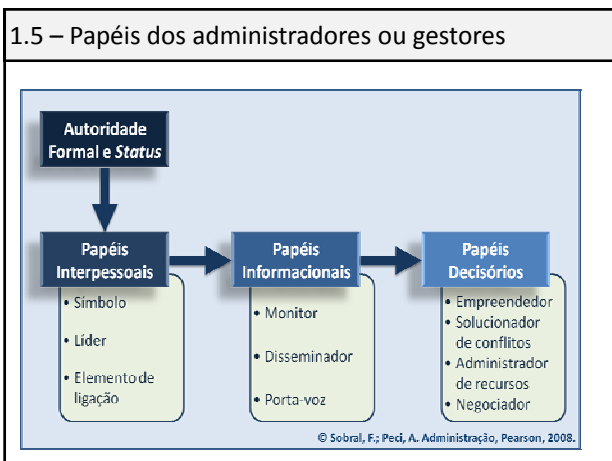 1.5 – Papéis dos administradores ou gestores
Autoridade
Formal e Status
Papéis
Interpessoais
• Símbolo
• Líder
• Elemento de
ligação
Papéis
Informacionais
• Monitor
• Disseminador
• Porta-voz
Papéis
Decisórios
• Empreendedor
• Solucionador
de conflitos
• Administrador
de recursos
• Negociador
© Sobral, F.; Peci, A. Administração, Pearson, 2008.